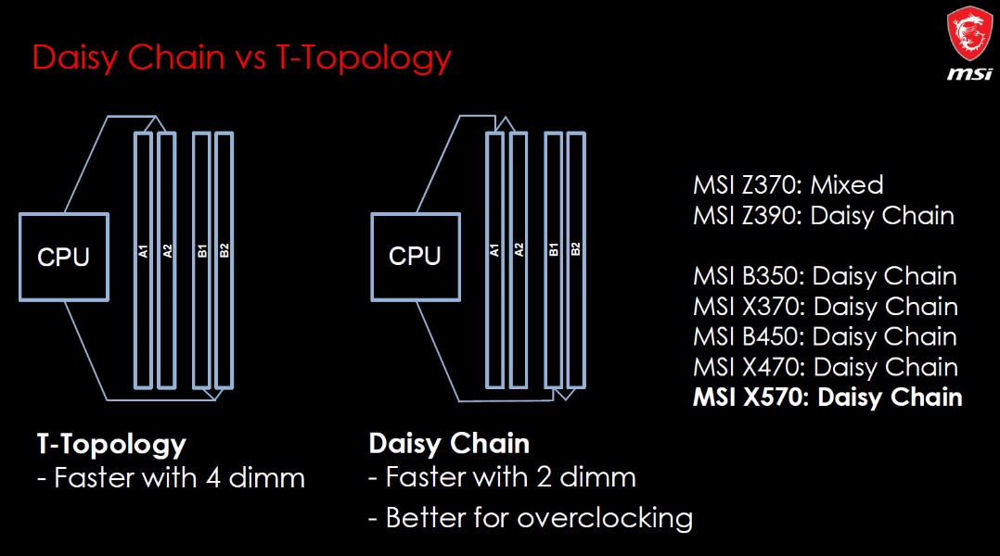 Daisy Chain vs T-Topology
msi
CPU
A1
A2
B1
B2
CPU
A1
A2
B1
B2
MSI Z370: Mixed
MSI Z390: Daisy Chain
MSI B350: Daisy Chain
MSI X370: Daisy Chain
MSI B450: Daisy Chain
MSI X470: Daisy Chain
MSI X570: Daisy Chain
T-Topology
- Faster with 4 dimm
Daisy Chain
- Faster with 2 dimm
- Better for overclocking